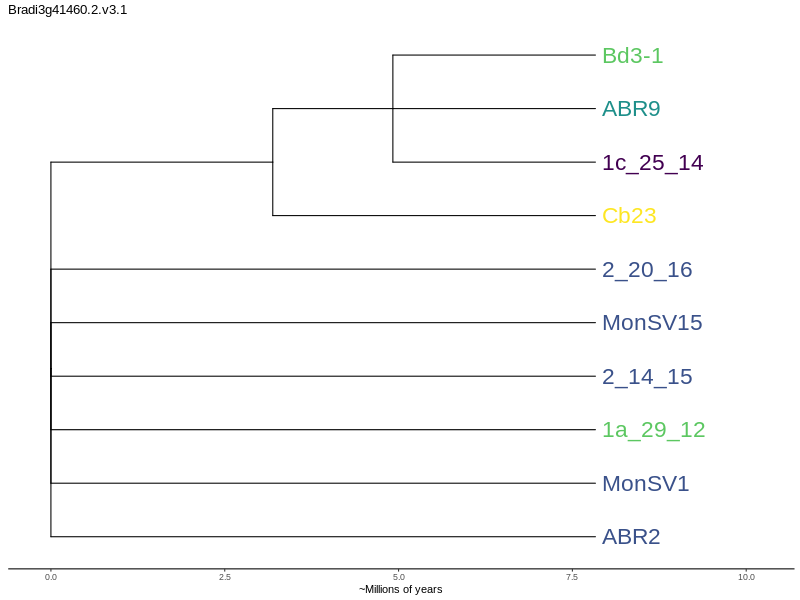 Bradi3g41460.2.v3.1
Bd3-1
ABR9
1c_25_14
Cb23
2_20_16
MonSV15
2_14_15
1a_29_12
MonSV1
ABR2
0.0 2.5 5.0 7.5 10.0
~Millions of years